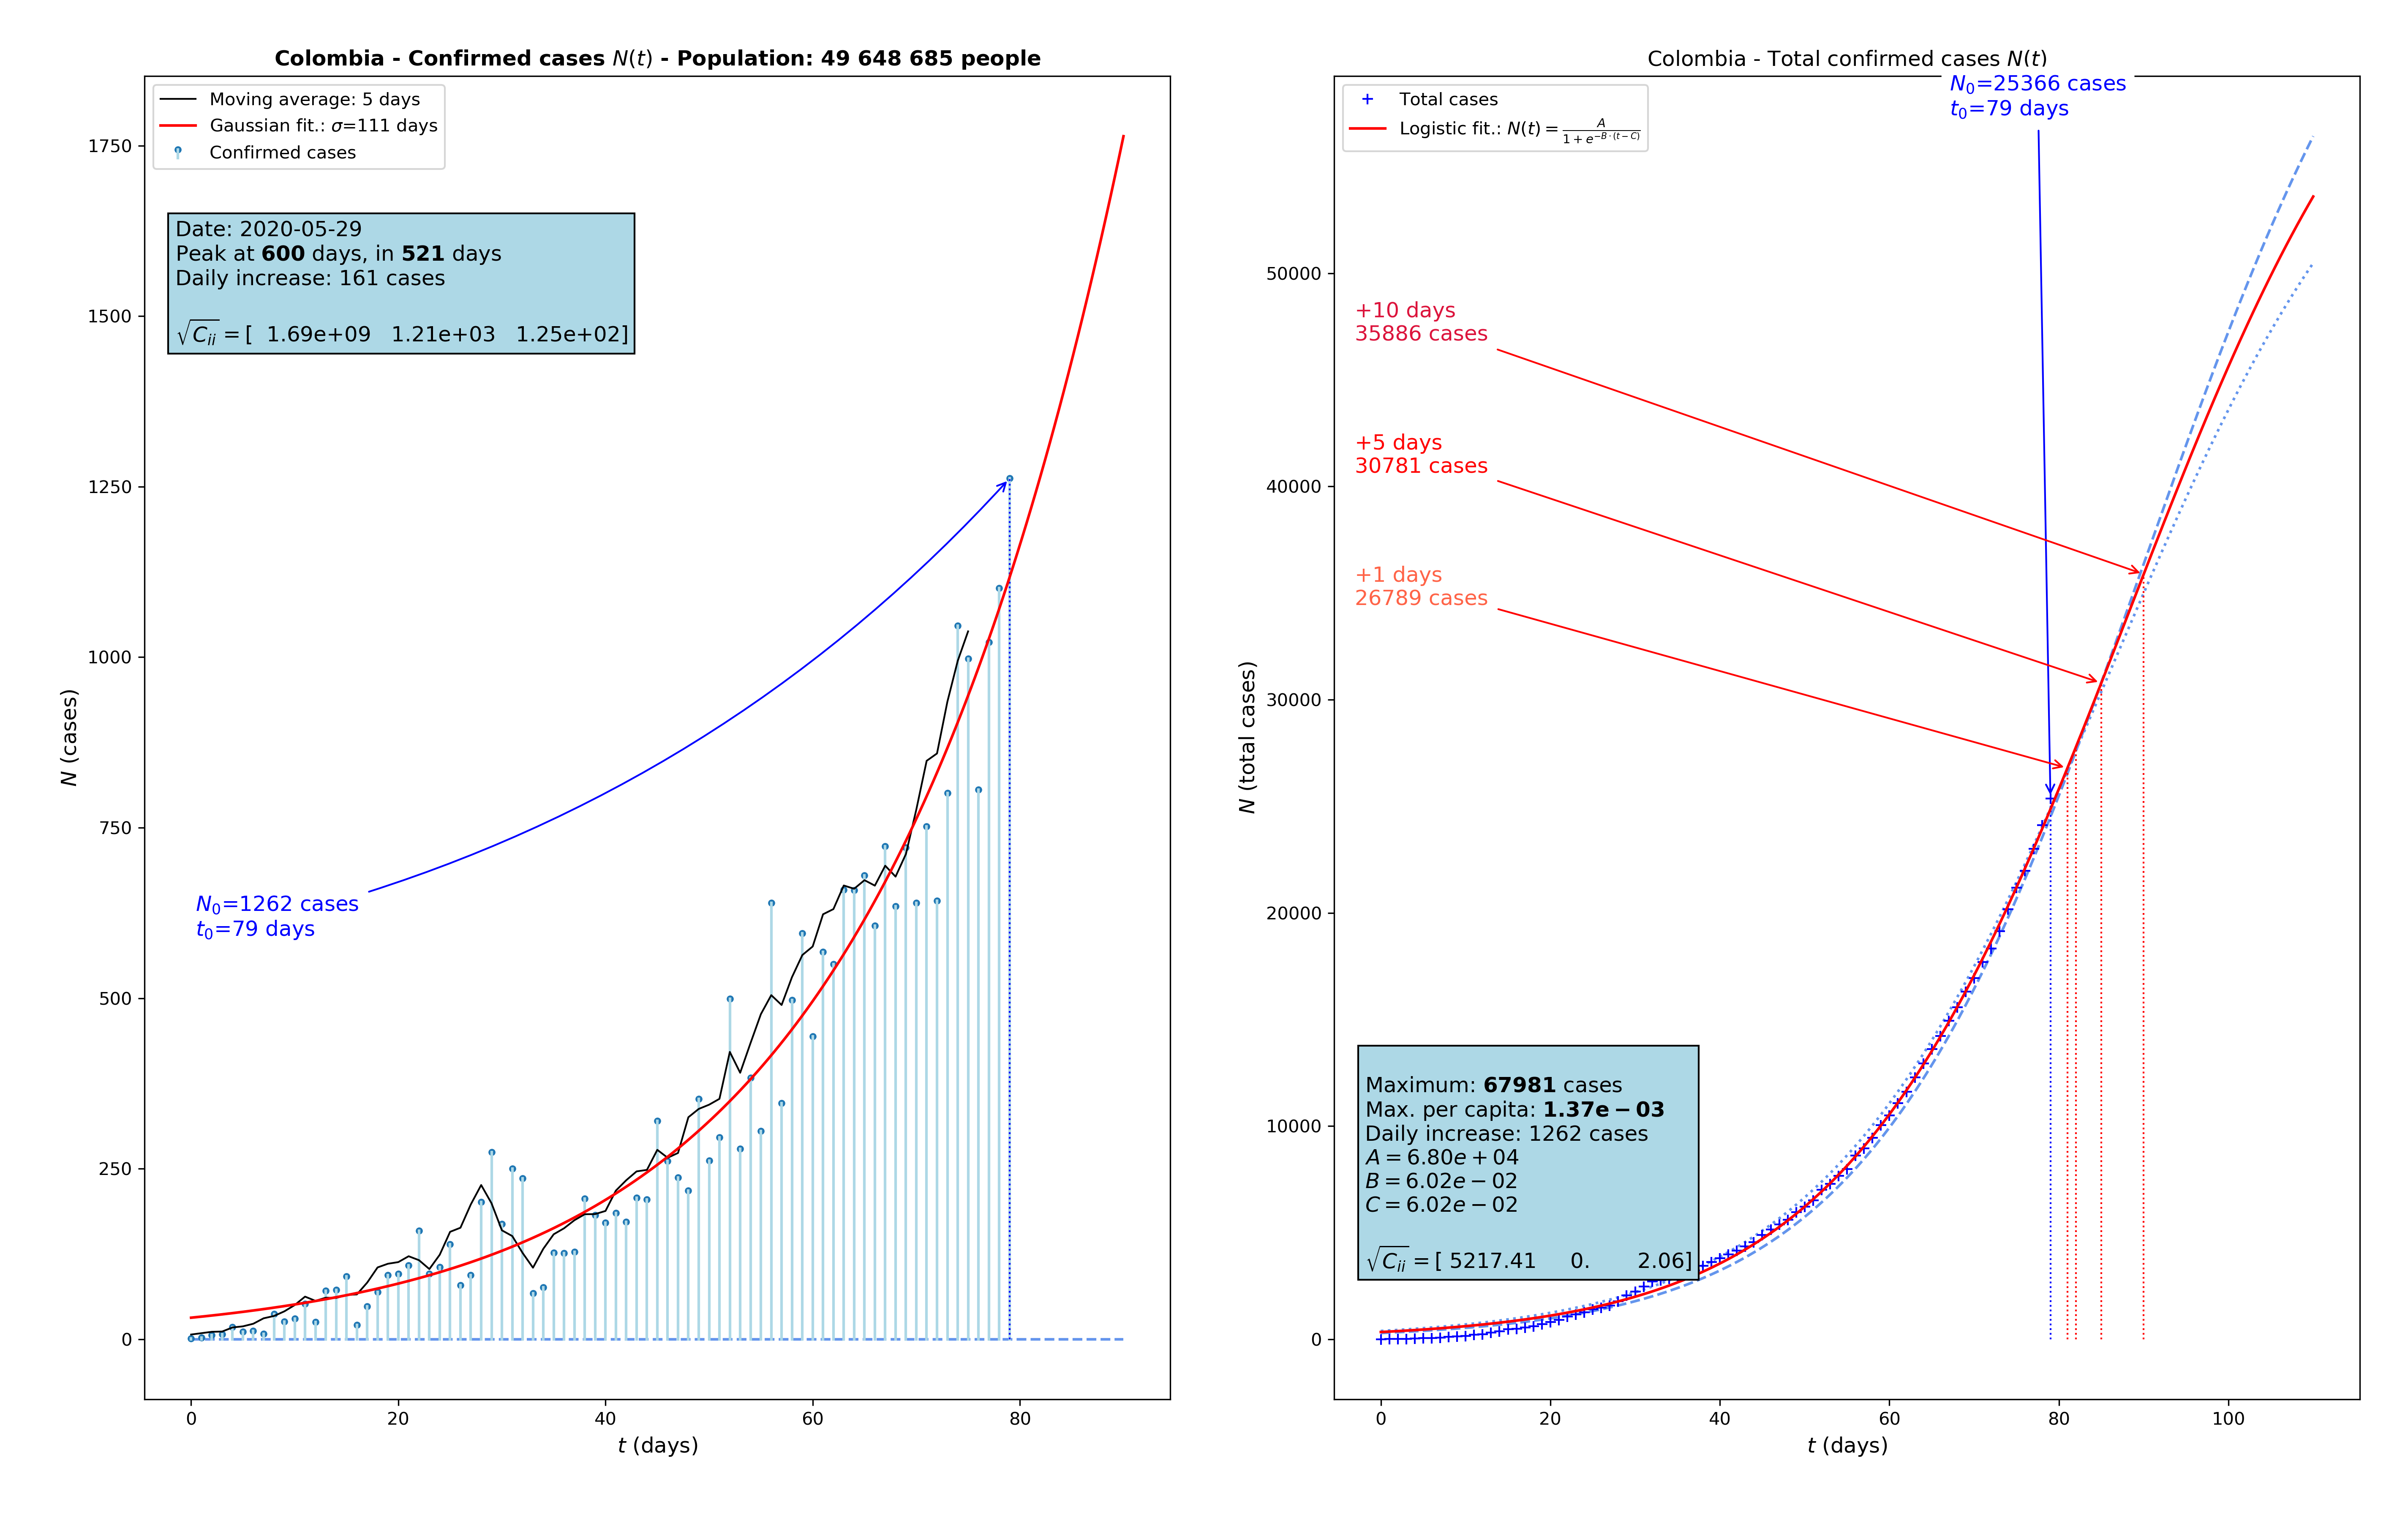 Colombia - Confirmed cases N(t) - Population: 49 648 685 people
Moving average: 5 days
Gaussian fit.: σ=111 days
Confirmed cases
Date: 2020-05-29
Peak at 600 days, in 521 days
Daily increase: 161 cases
√C_ii = [ 1.69e+09 1.21e+03 1.25e+02]
N₀=1262 cases
t₀=79 days
1750
1500
1250
1000
750
500
250
0
N (cases)
0 20 40 60 80
t (days)
Colombia - Total confirmed cases N(t)
N₀=25366 cases
t₀=79 days
Total cases
Logistic fit.: N(t) = A / (1 + e^(−B·(t−C)))
+10 days
35886 cases
+5 days
30781 cases
+1 days
26789 cases
Maximum: 67981 cases
Max. per capita: 1.37e − 03
Daily increase: 1262 cases
A = 6.80e + 04
B = 6.02e − 02
C = 6.02e − 02
√C_ii = [ 5217.41 0. 2.06]
50000
40000
30000
20000
10000
0
N (total cases)
0 20 40 60 80 100
t (days)